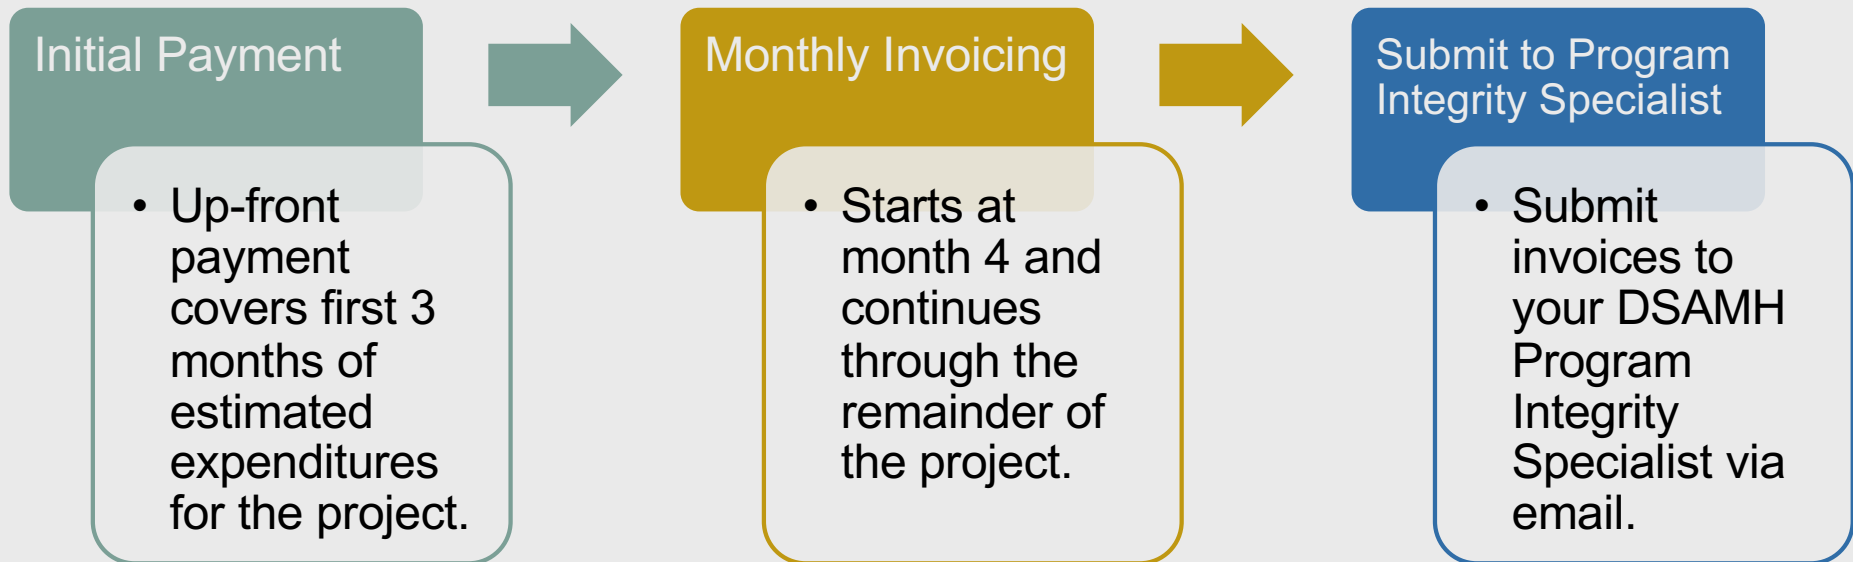 Initial Payment
• Up-front
payment
covers first 3
months of
estimated
expenditures
for the project.
Monthly Invoicing
• Starts at
month 4 and
continues
through the
remainder of
the project.
Submit to Program
Integrity Specialist
• Submit
invoices to
your DSAMH
Program
Integrity
Specialist via
email.